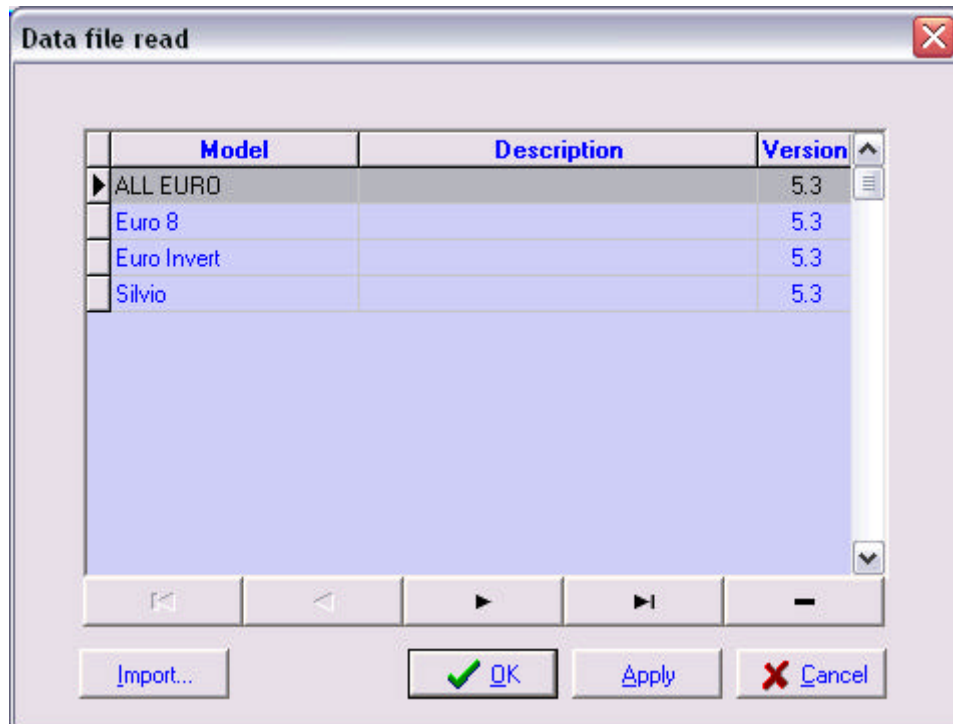 Data file read
Model Description Version
ALL EURO 5.3
Euro 8 5.3
Euro Invert 5.3
Silvio 5.3
Import... OK Apply Cancel